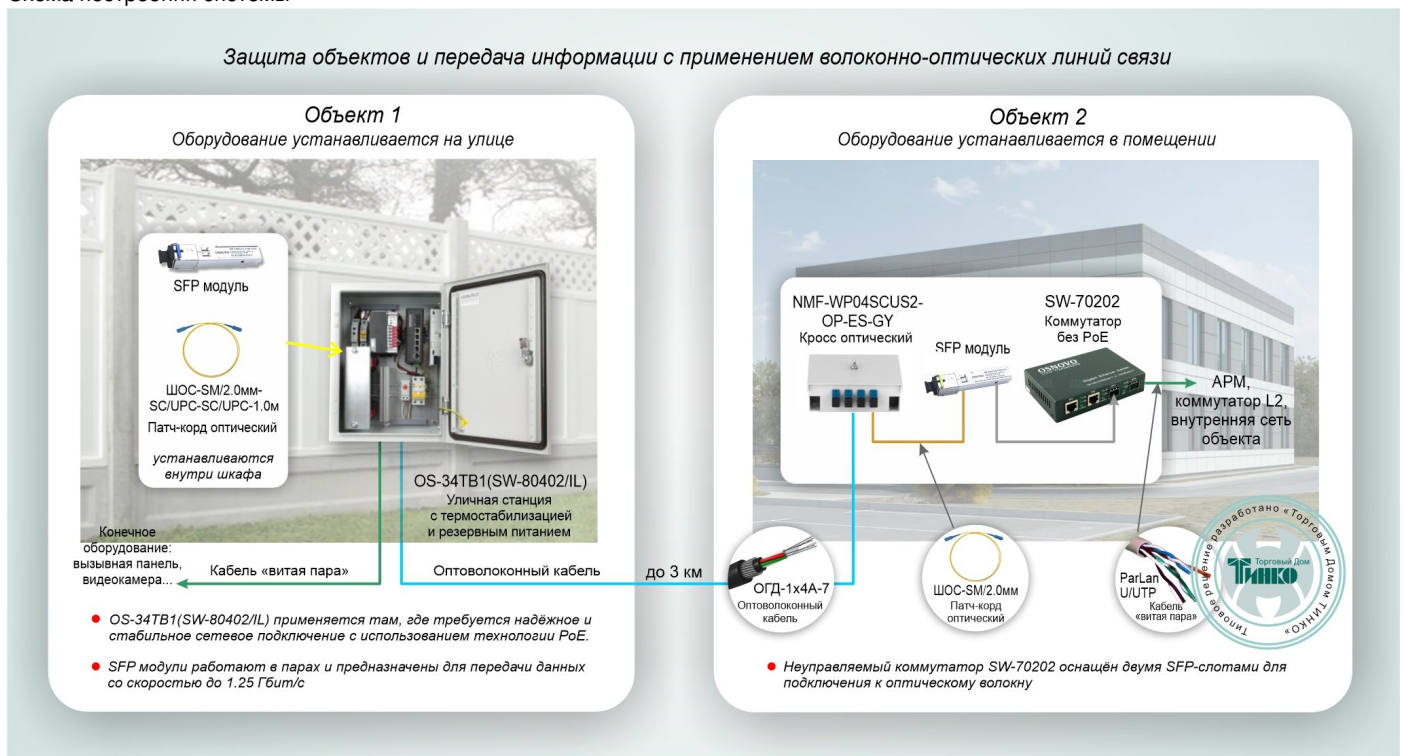 Защита объектов и передача информации с применением волоконно-оптических линий связи
Объект 1
Оборудование устанавливается на улице
SFP модуль
ШОС-SM/2.0мм-
SC/UPC-SC/UPC-1.0м
Патч-корд оптический
устанавливаются
внутри шкафа
OS-34TB1(SW-80402/IL)
Уличная станция
с термостабилизацией
и резервным питанием
Конечное
оборудование:
вызывная панель,
видеокамера...
Кабель «витая пара»
Оптоволоконный кабель
до 3 км
OS-34TB1(SW-80402/IL) применяется там, где требуется надёжное и
стабильное сетевое подключение с использованием технологии PoE.
SFP модули работают в парах и предназначены для передачи данных
со скоростью до 1.25 Гбит/с
Объект 2
Оборудование устанавливается в помещении
NMF-WP04SCUS2-
OP-ES-GY
Кросс оптический
SFP модуль
SW-70202
Коммутатор
без PoE
OSNOVO
АРМ,
коммутатор L2,
внутренняя сеть
объекта
ОГД-1х4А-7
Оптоволоконный
кабель
ШОС-SM/2.0мм
Патч-корд
оптический
ParLan
U/UTP
Кабель
«витая пара»
Типовое решение разработано «Торговым Домом ТИНКО»
Торговый Дом
ТИНКО
Неуправляемый коммутатор SW-70202 оснащён двумя SFP-слотами для
подключения к оптическому волокну